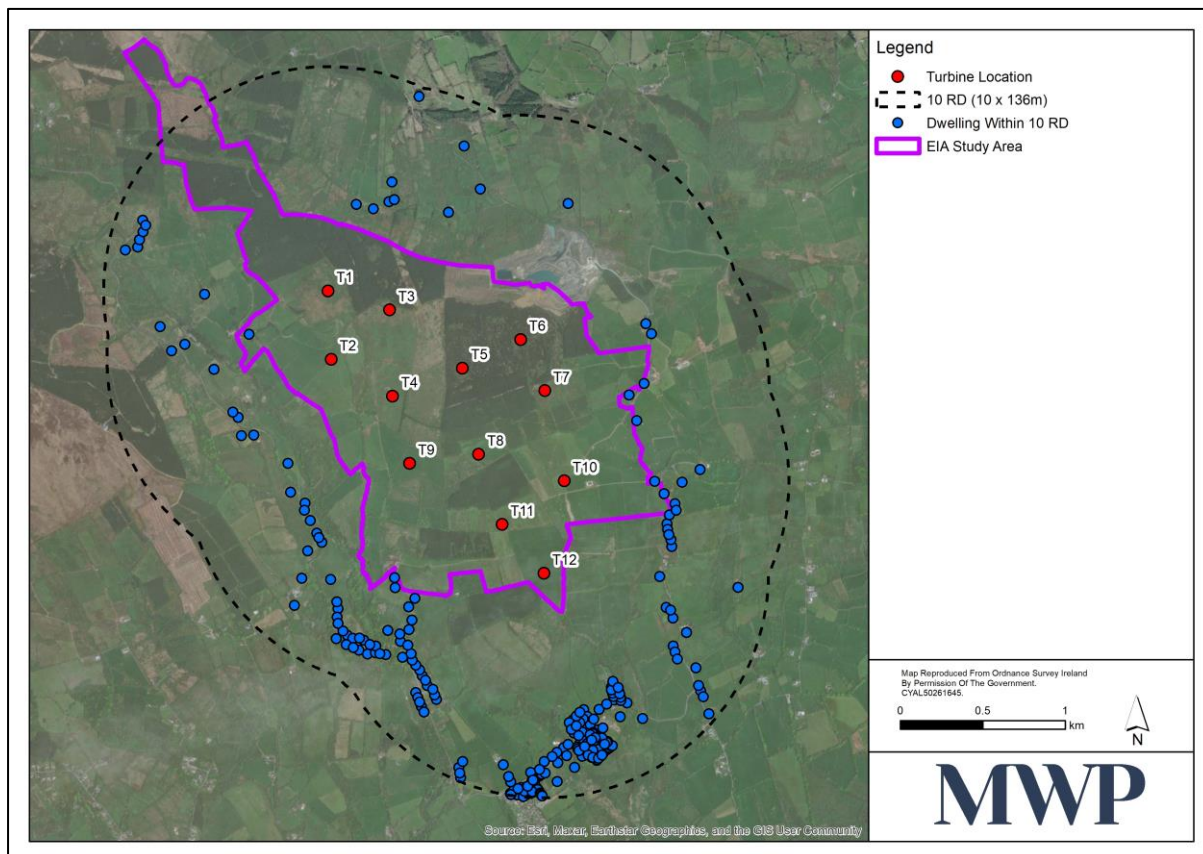 Legend
Turbine Location
10 RD (10 x 136m)
Dwelling Within 10 RD
EIA Study Area
T1
T3
T6
T2
T5
T7
T4
T8
T9
T10
T11
T12
Map Reproduced From Ordnance Survey Ireland
By Permission Of The Government.
CYAL50261645.
0 0.5 1
km
N
MWP
Source: Esri, Maxar, Earthstar Geographics, and the GIS User Community